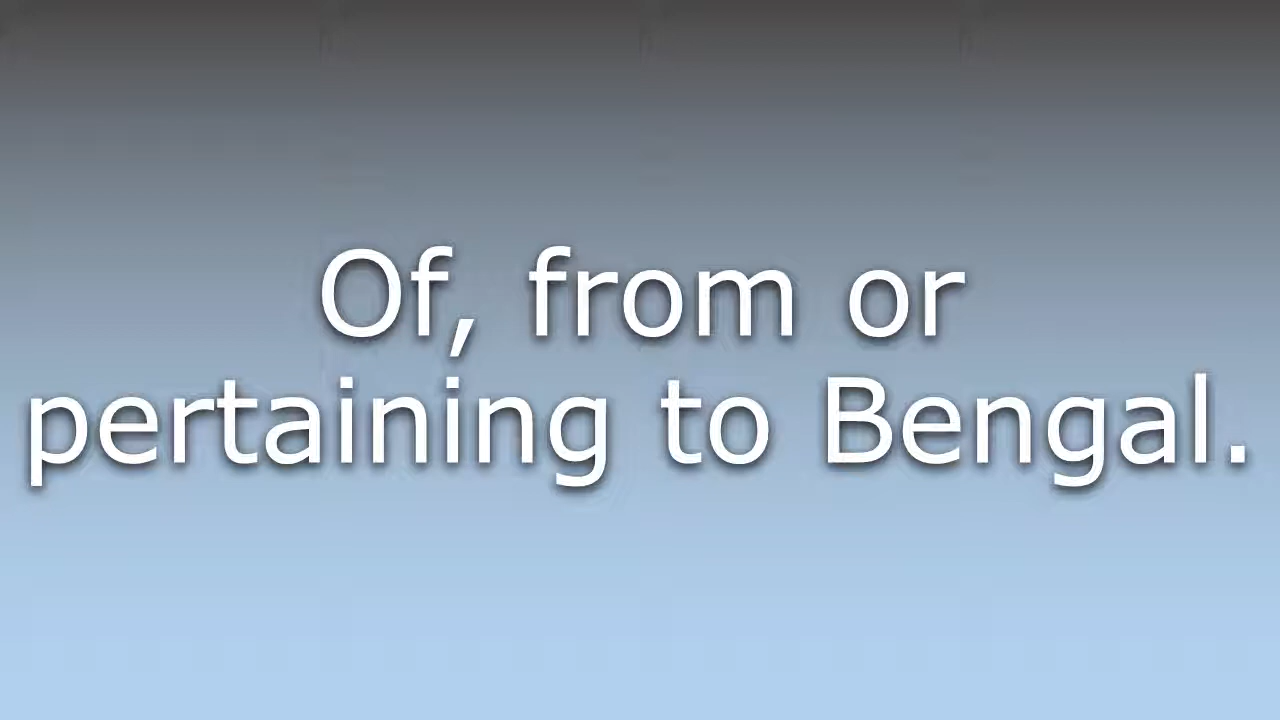 Of, from or
pertaining to Bengal.